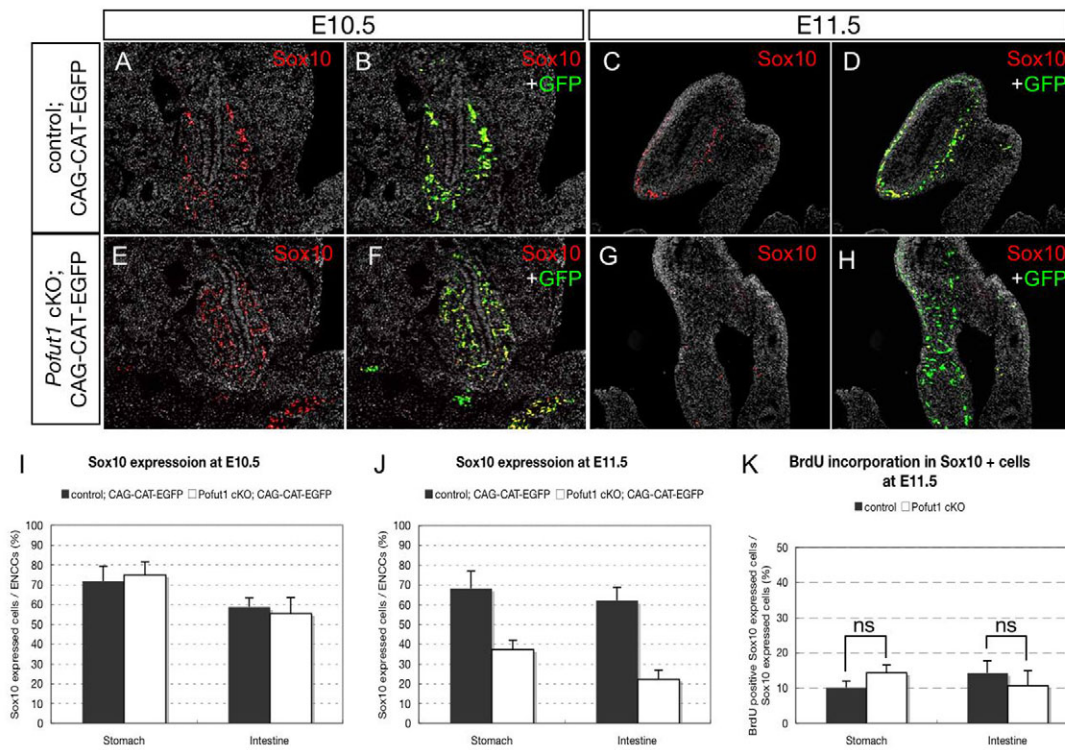 E10.5
E11.5
control;
CAG-CAT-EGFP
Pofut1 cKO;
CAG-CAT-EGFP
A
Sox10
B
Sox10
+GFP
C
Sox10
D
Sox10
+GFP
E
Sox10
F
Sox10
+GFP
G
Sox10
H
Sox10
+GFP
I
Sox10 expressoion at E10.5
control; CAG-CAT-EGFP
Pofut1 cKO; CAG-CAT-EGFP
Sox10 expressed cells / ENCCs (%)
100
90
80
70
60
50
40
30
20
10
0
Stomach
Intestine
J
Sox10 expression at E11.5
control; CAG-CAT-EGFP
Pofut1 cKO; CAG-CAT-EGFP
Sox10 expressed cells / ENCCs (%)
100
90
80
70
60
50
40
30
20
10
0
Stomach
Intestine
K
BrdU incorporation in Sox10 + cells
at E11.5
control
Pofut1 cKO
BrdU positive Sox10 expressed cells /
Sox10 expressed cells (%)
50
40
30
20
10
0
ns
ns
Stomach
Intestine